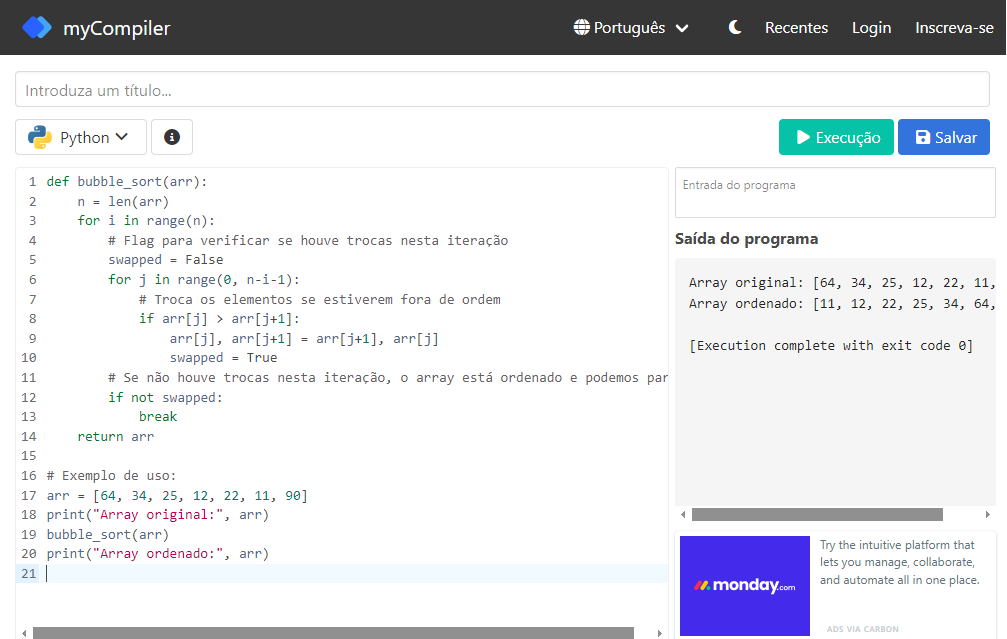 myCompiler
Português
Recentes
Login
Inscreva-se
Introduza um título...
Python
Execução
Salvar
1 def bubble_sort(arr):
2     n = len(arr)
3     for i in range(n):
4         # Flag para verificar se houve trocas nesta iteração
5         swapped = False
6         for j in range(0, n-i-1):
7             # Troca os elementos se estiverem fora de ordem
8             if arr[j] > arr[j+1]:
9                 arr[j], arr[j+1] = arr[j+1], arr[j]
10                 swapped = True
11         # Se não houve trocas nesta iteração, o array está ordenado e podemos par
12         if not swapped:
13             break
14     return arr
15
16 # Exemplo de uso:
17 arr = [64, 34, 25, 12, 22, 11, 90]
18 print("Array original:", arr)
19 bubble_sort(arr)
20 print("Array ordenado:", arr)
21
Entrada do programa
Saída do programa
Array original: [64, 34, 25, 12, 22, 11,
Array ordenado: [11, 12, 22, 25, 34, 64,
[Execution complete with exit code 0]
monday.com
Try the intuitive platform that
lets you manage, collaborate,
and automate all in one place.
ADS VIA CARBON